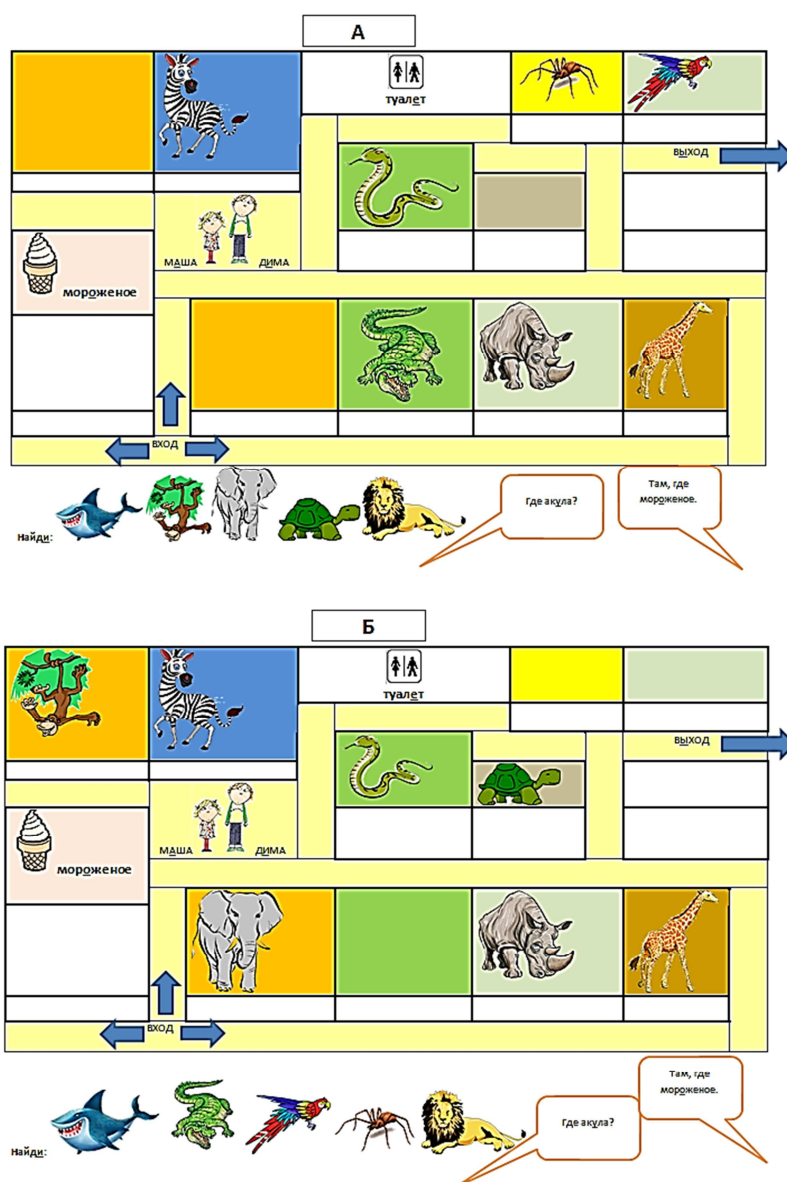 А
туалет
ВЫХОД
МАША ДИМА
мороженое
ВХОД
Найди:
Где акула?
Там, где
мороженое.
Б
туалет
ВЫХОД
МАША ДИМА
мороженое
ВХОД
Найди:
Где акула?
Там, где
мороженое.